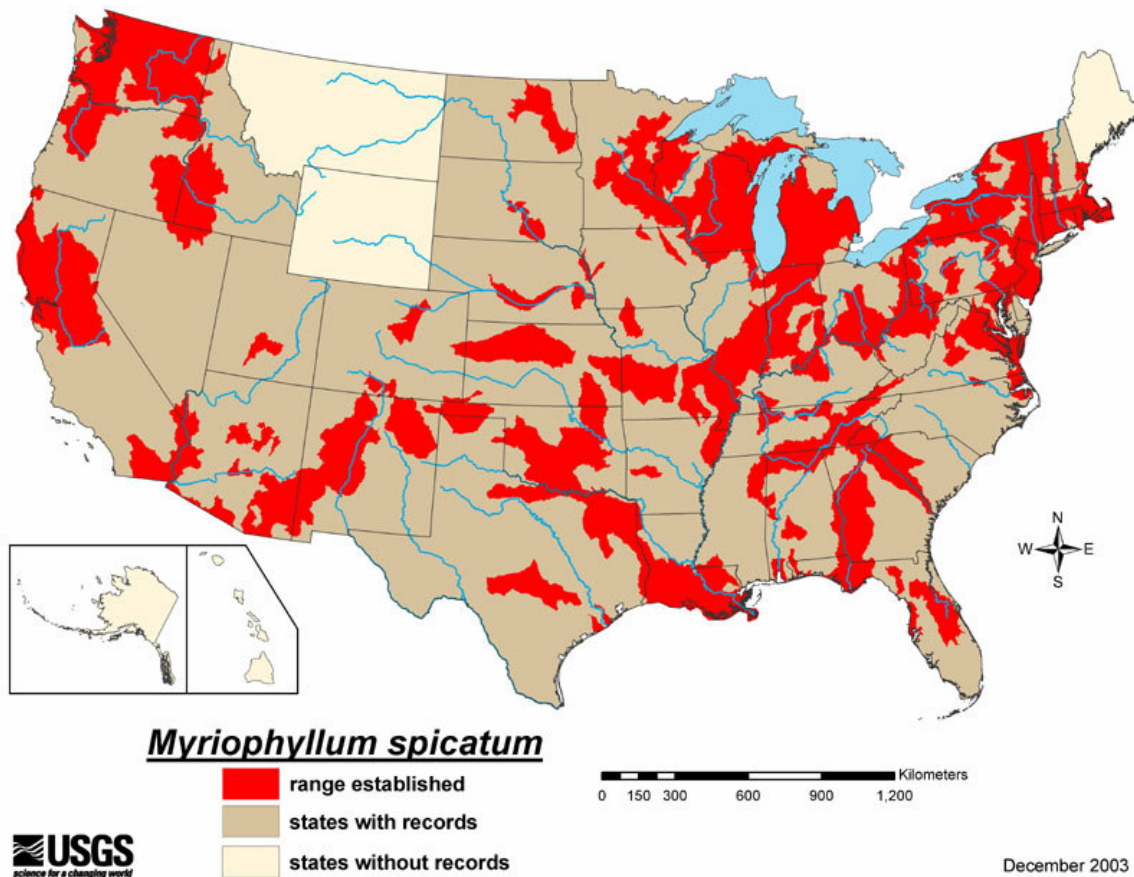 N
W E
S
Myriophyllum spicatum
range established
states with records
states without records
Kilometers
0 150 300 600 900 1,200
USGS
science for a changing world
December 2003